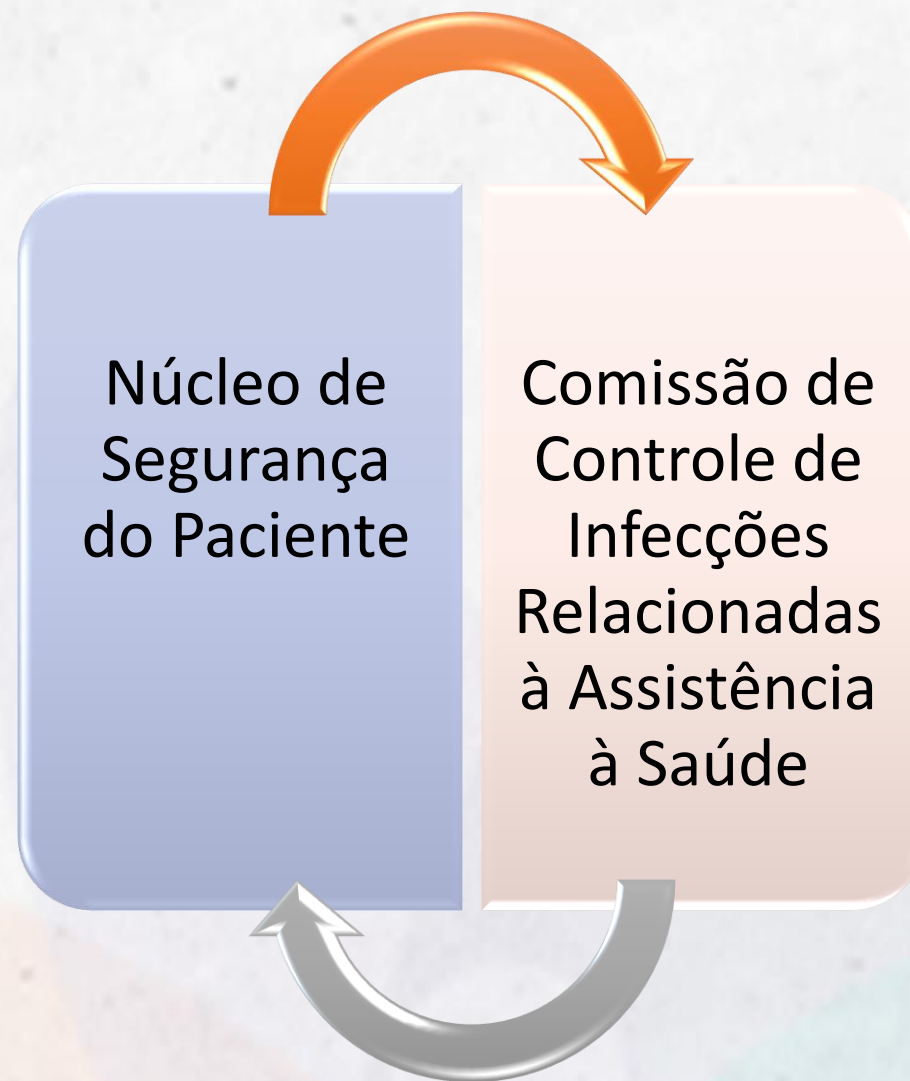 Núcleo de
Segurança
do Paciente
Comissão de
Controle de
Infecções
Relacionadas
à Assistência
à Saúde